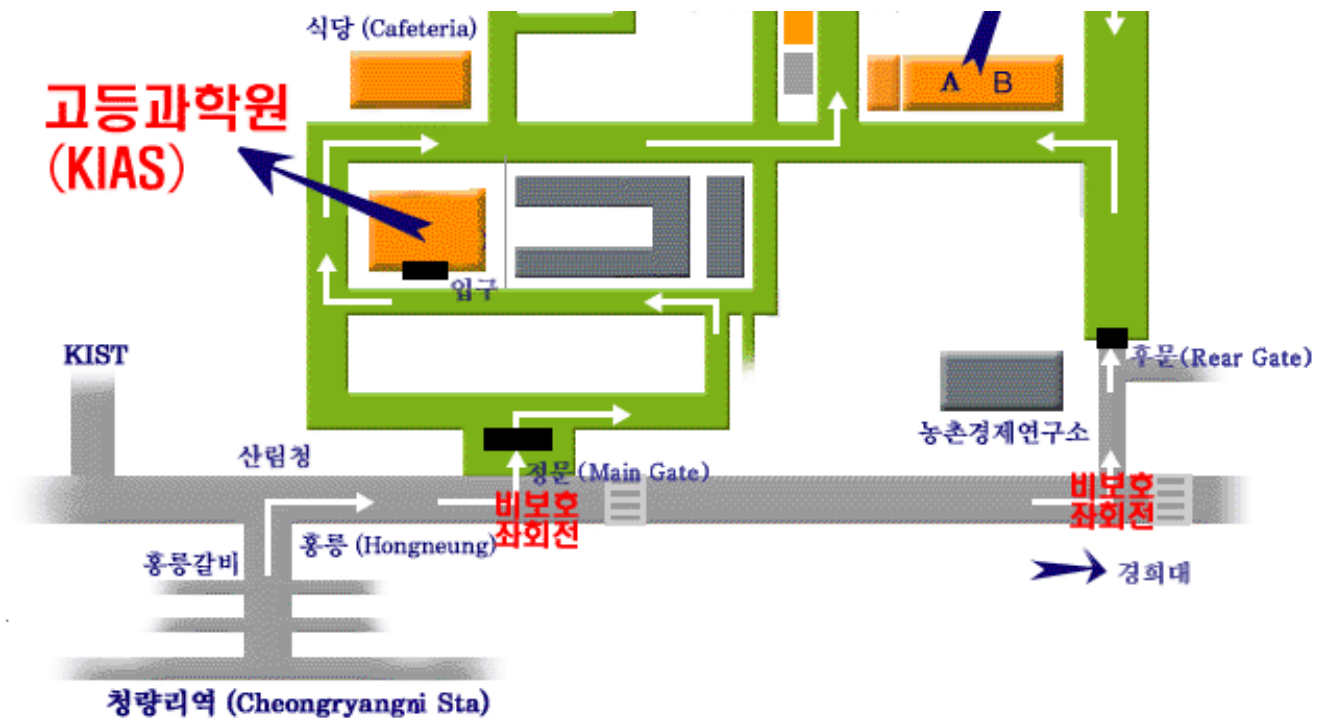 식당 (Cafeteria)
고등과학원
(KIAS)
A B
입구
KIST
후문(Rear Gate)
농촌경제연구소
산림청
정문(Main Gate)
비보호
좌회전
비보호
좌회전
홍릉 (Hongneung)
홍릉갈비
경희대
청량리역 (Cheongryangni Sta)